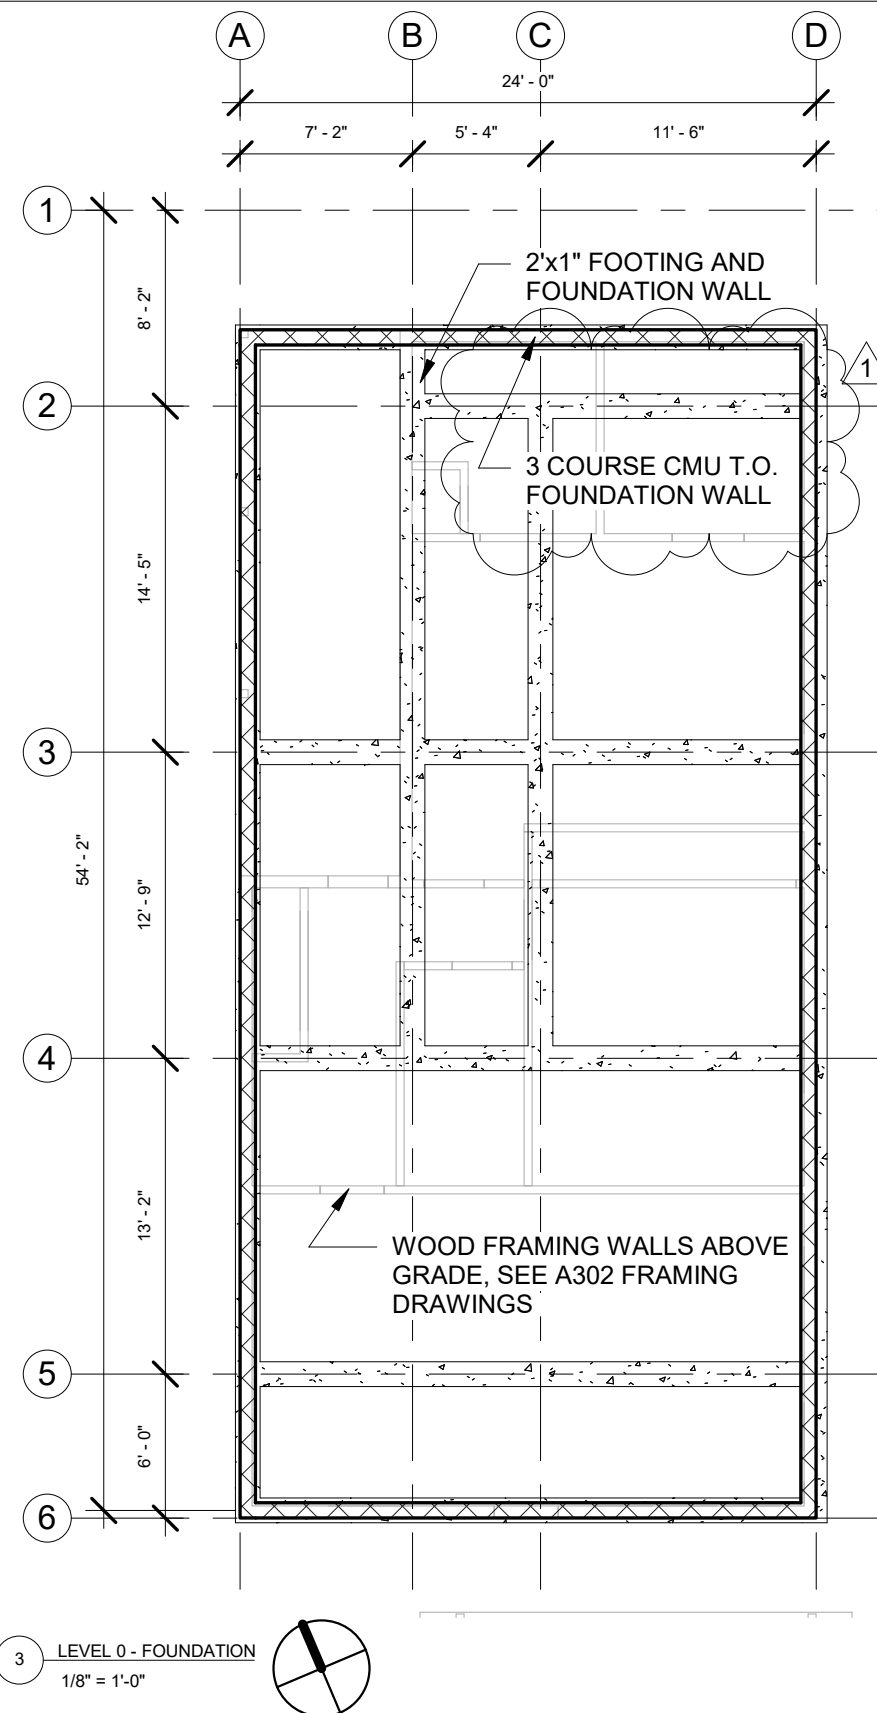 A B C D
24' - 0"
7' - 2" 5' - 4" 11' - 6"
1
2'x1" FOOTING AND
FOUNDATION WALL
8' - 2"
1
2
3 COURSE CMU T.O.
FOUNDATION WALL
14' - 5"
3
54' - 2"
12' - 9"
4
13' - 2"
WOOD FRAMING WALLS ABOVE
GRADE, SEE A302 FRAMING
DRAWINGS
5
6' - 0"
6
3
LEVEL 0 - FOUNDATION
1/8" = 1'-0"